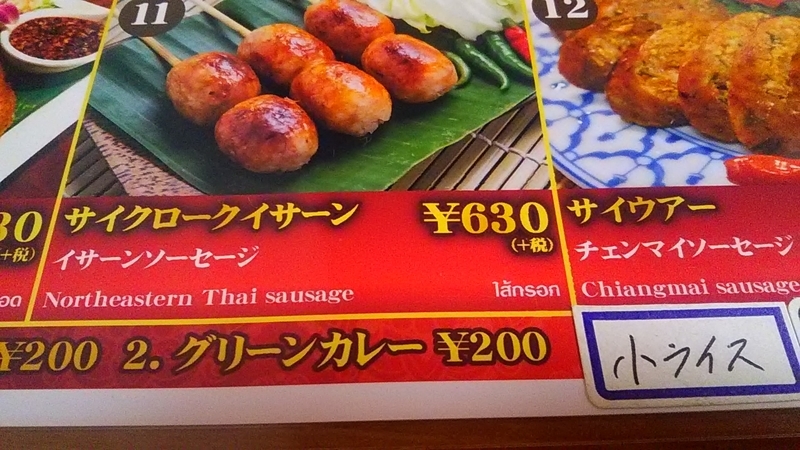 11
12
30
(+税)
サイクロークイサーン ¥630
(+税)
イサーンソーセージ
Northeastern Thai sausage ไส้กรอก
サイウアー
チェンマイソーセージ
Chiangmai sausage
¥200 2. グリーンカレー ¥200
小ライス